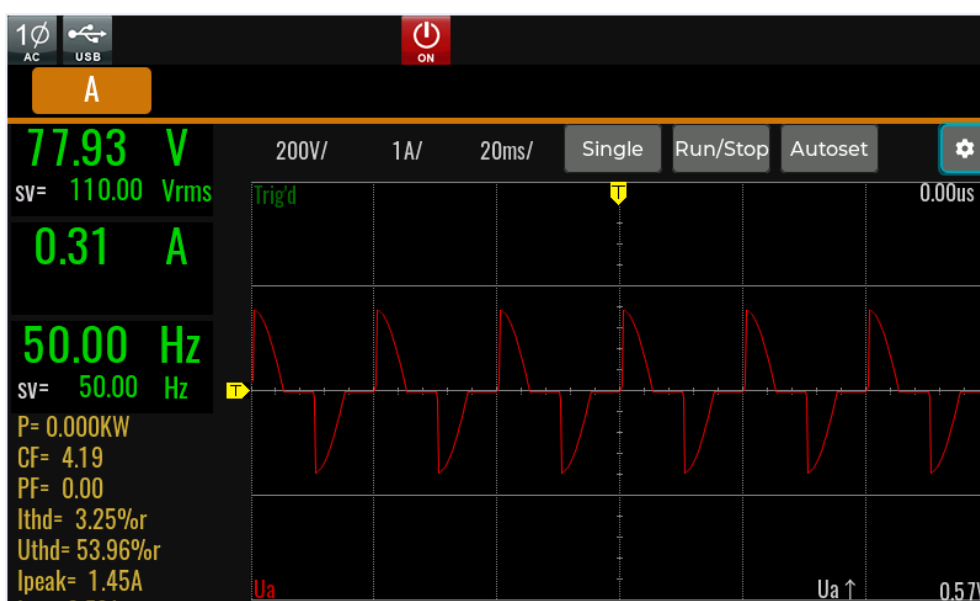 1Ø
AC
USB
ON
A
77.93 V
SV= 110.00 Vrms
0.31 A
50.00 Hz
SV= 50.00 Hz
P= 0.000KW
CF= 4.19
PF= 0.00
Ithd= 3.25%r
Uthd= 53.96%r
Ipeak= 1.45A
200V/ 1A/ 20ms/ Single Run/Stop Autoset
Trig'd T 0.00us
T
Ua Ua↑ 0.57V